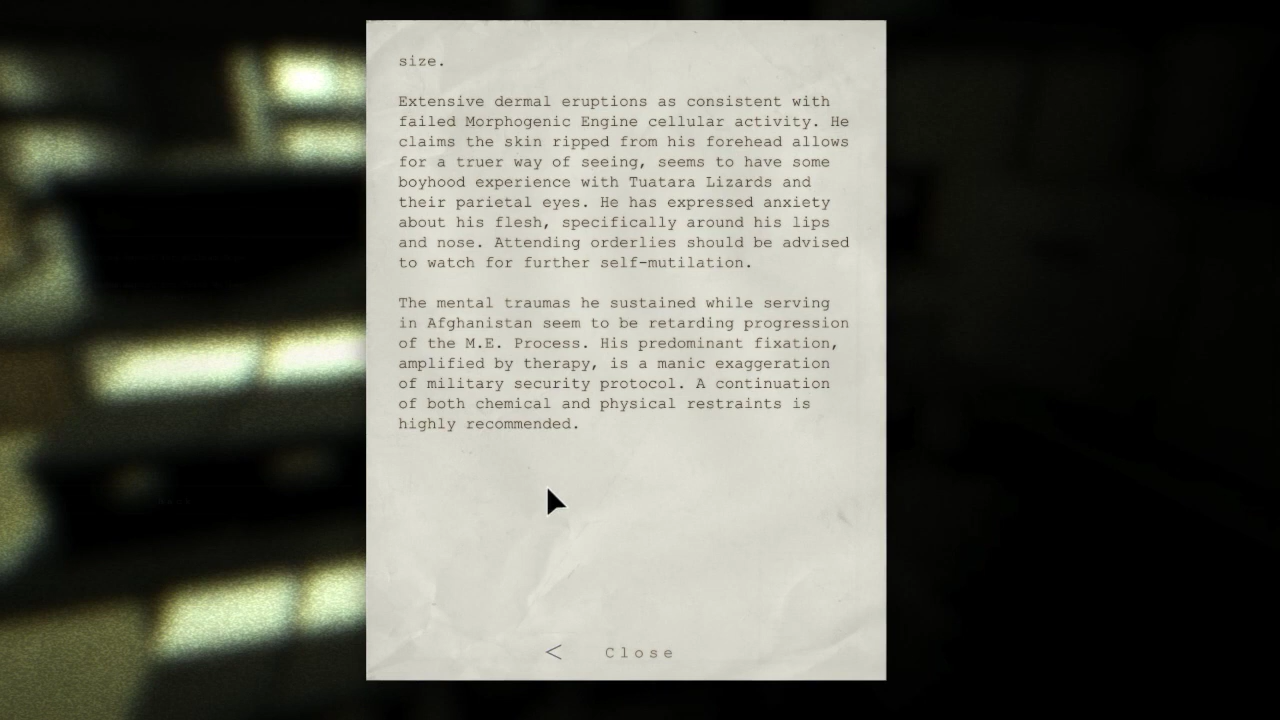 size.
Extensive dermal eruptions as consistent with
failed Morphogenic Engine cellular activity. He
claims the skin ripped from his forehead allows
for a truer way of seeing, seems to have some
boyhood experience with Tuatara Lizards and
their parietal eyes. He has expressed anxiety
about his flesh, specifically around his lips
and nose. Attending orderlies should be advised
to watch for further self-mutilation.
The mental traumas he sustained while serving
in Afghanistan seem to be retarding progression
of the M.E. Process. His predominant fixation,
amplified by therapy, is a manic exaggeration
of military security protocol. A continuation
of both chemical and physical restraints is
highly recommended.
< Close